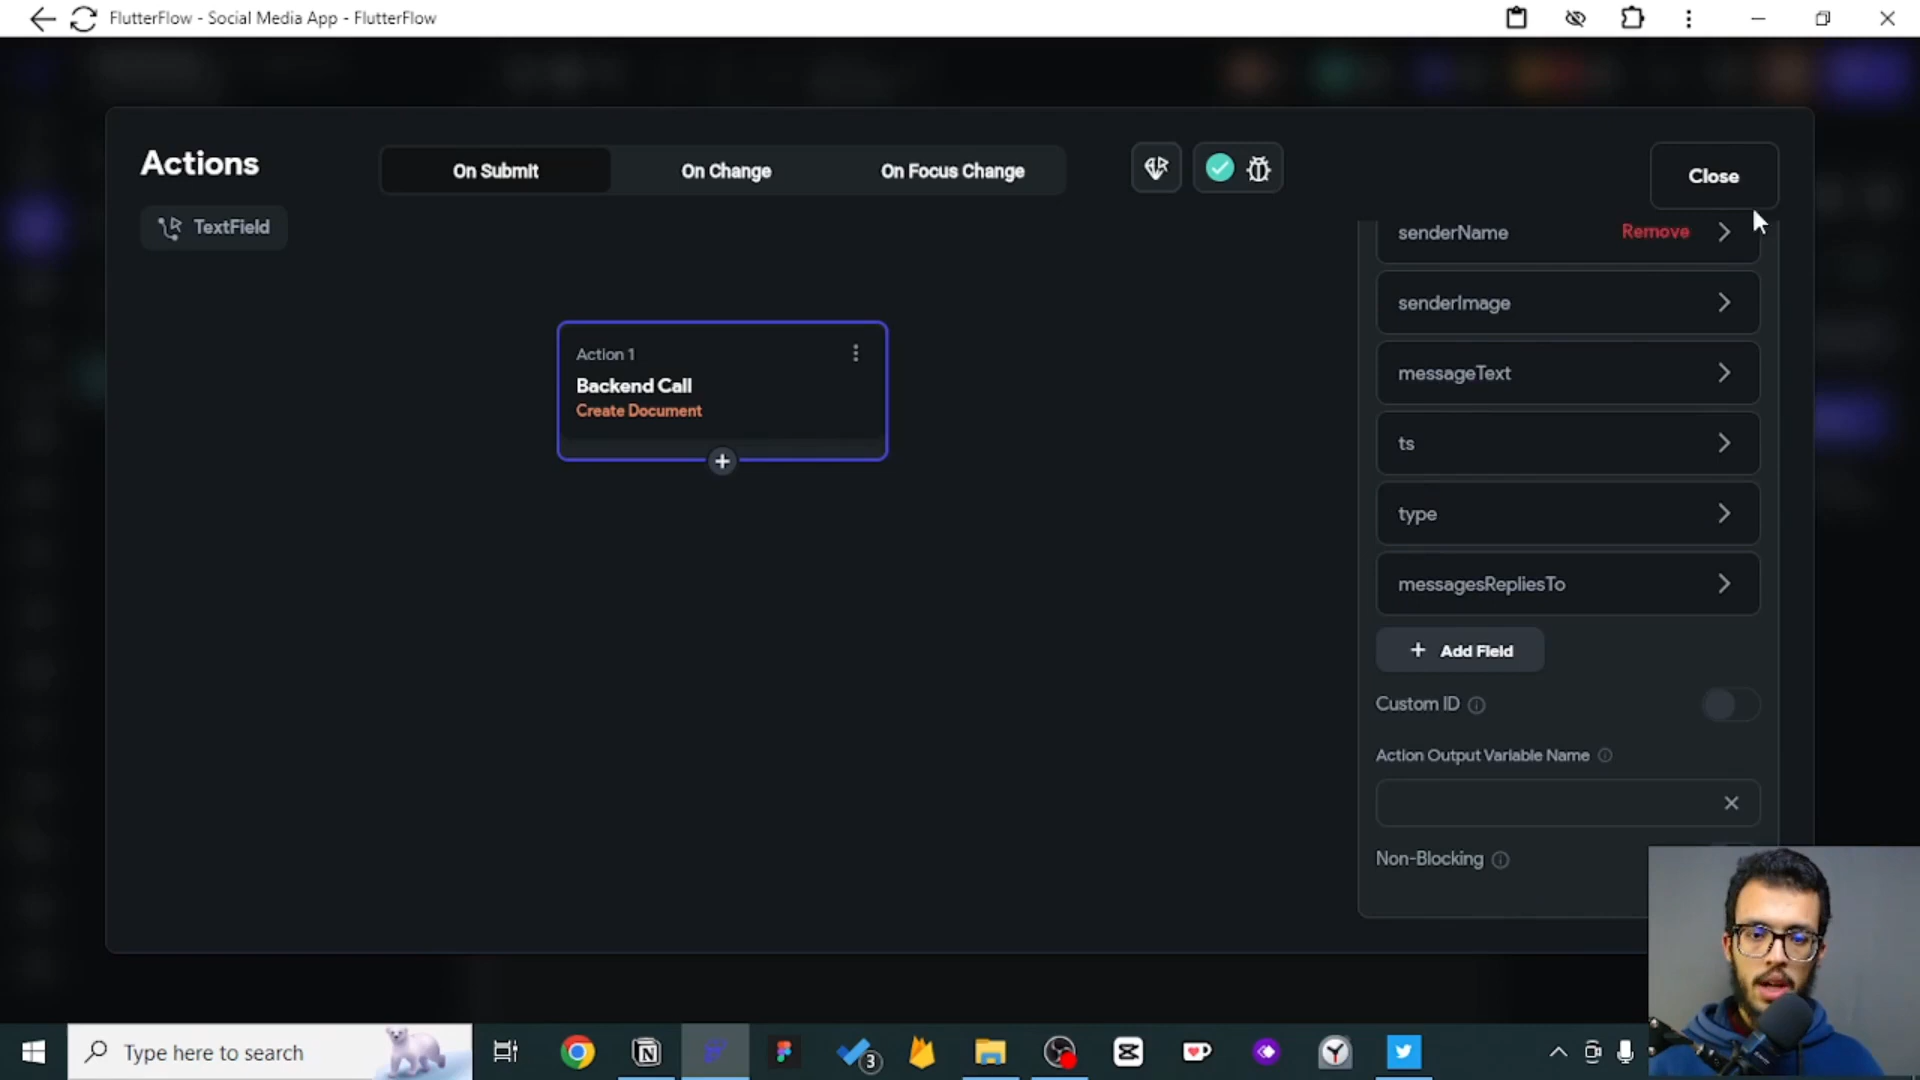 FlutterFlow - Social Media App - FlutterFlow
Actions
On Submit
On Change
On Focus Change
Close
TextField
senderName
Remove
senderImage
Action 1
Backend Call
Create Document
messageText
ts
type
messagesRepliesTo
+ Add Field
Custom ID
Action Output Variable Name
Non-Blocking
Type here to search
3